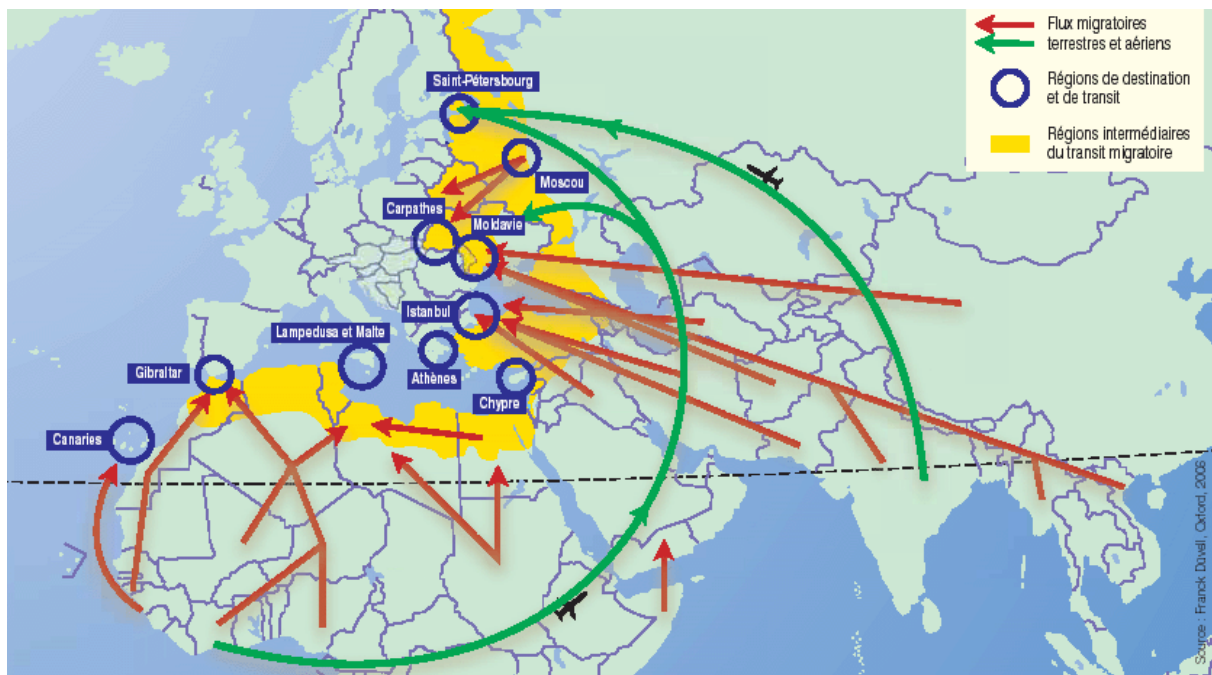 Flux migratoires
terrestres et aériens
Régions de destination
et de transit
Régions intermédiaires
du transit migratoire
Saint-Pétersbourg
Moscou
Carpathes
Moldavie
Istanbul
Lampedusa et Malte
Gibraltar
Athènes
Chypre
Canaries
Source : Franck Düvell, Oxford, 2006